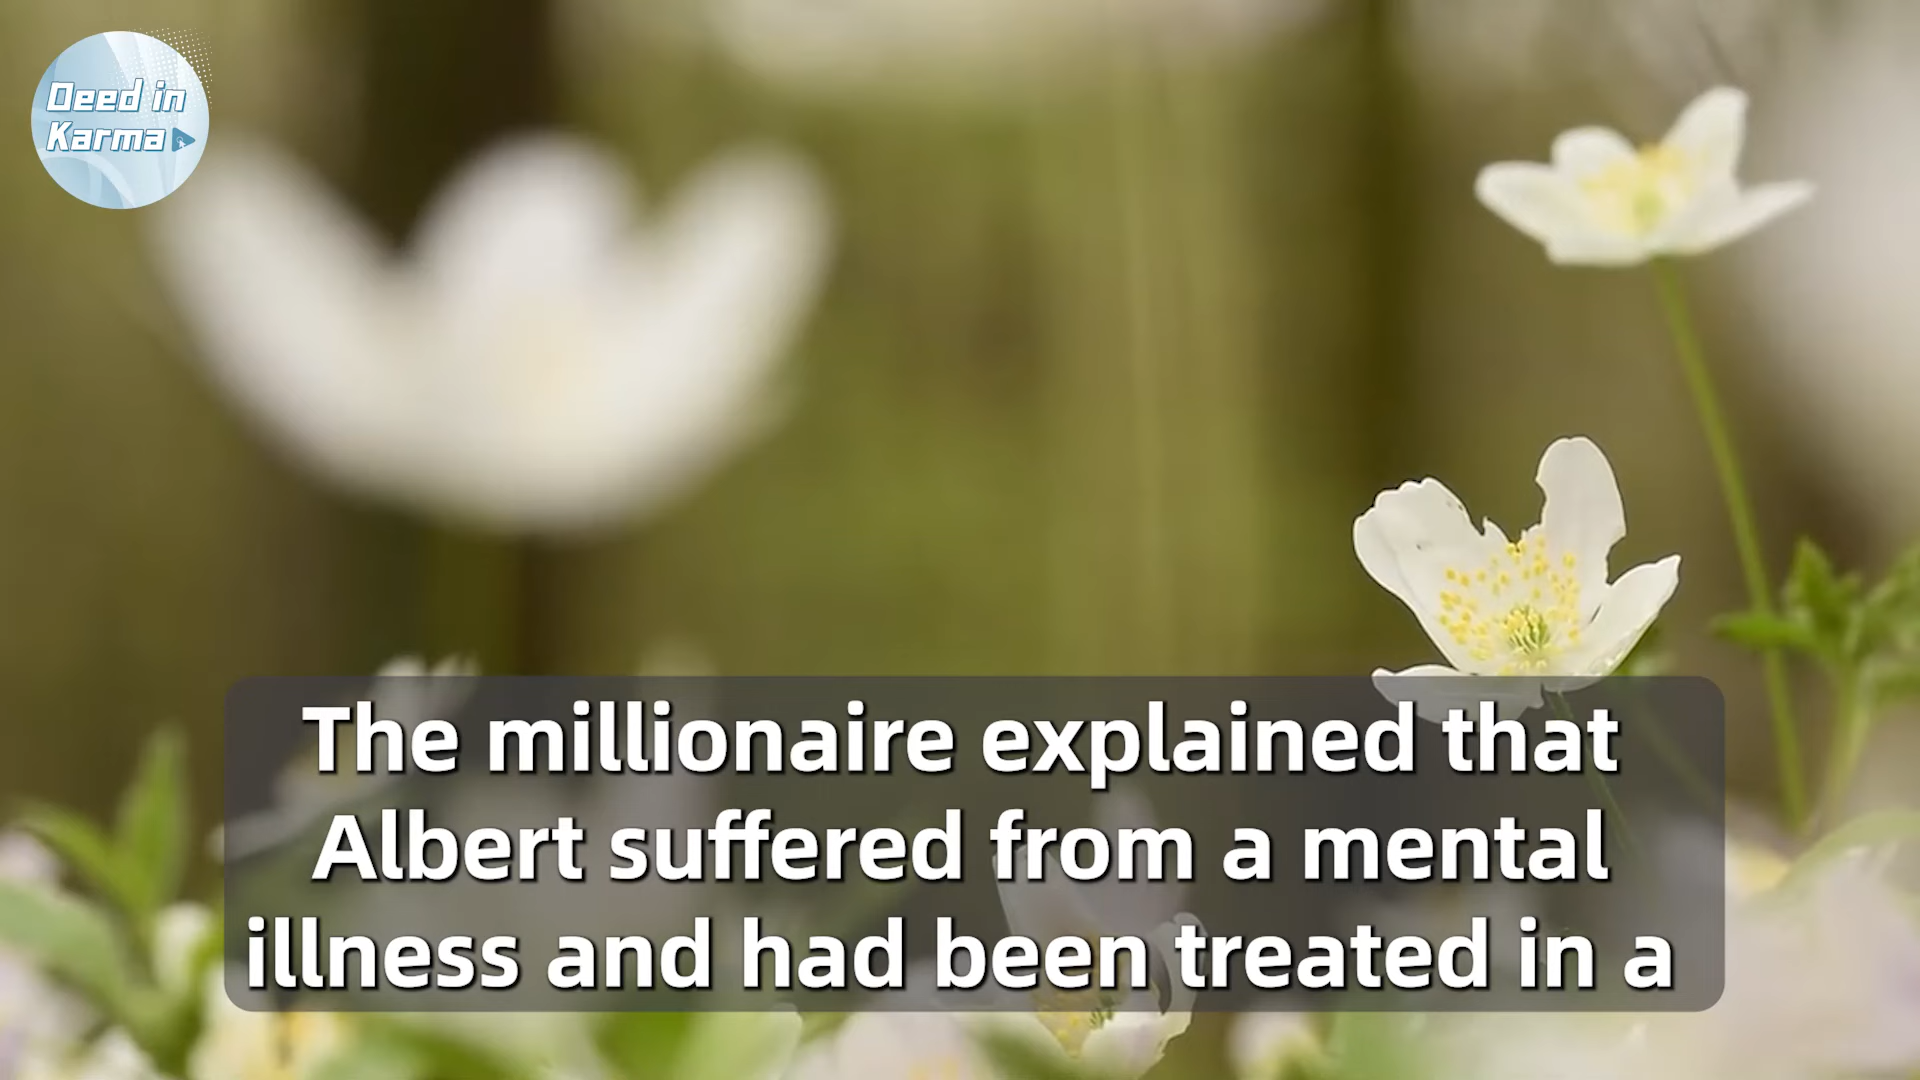 Deed in
Karma
The millionaire explained that
Albert suffered from a mental
illness and had been treated in a